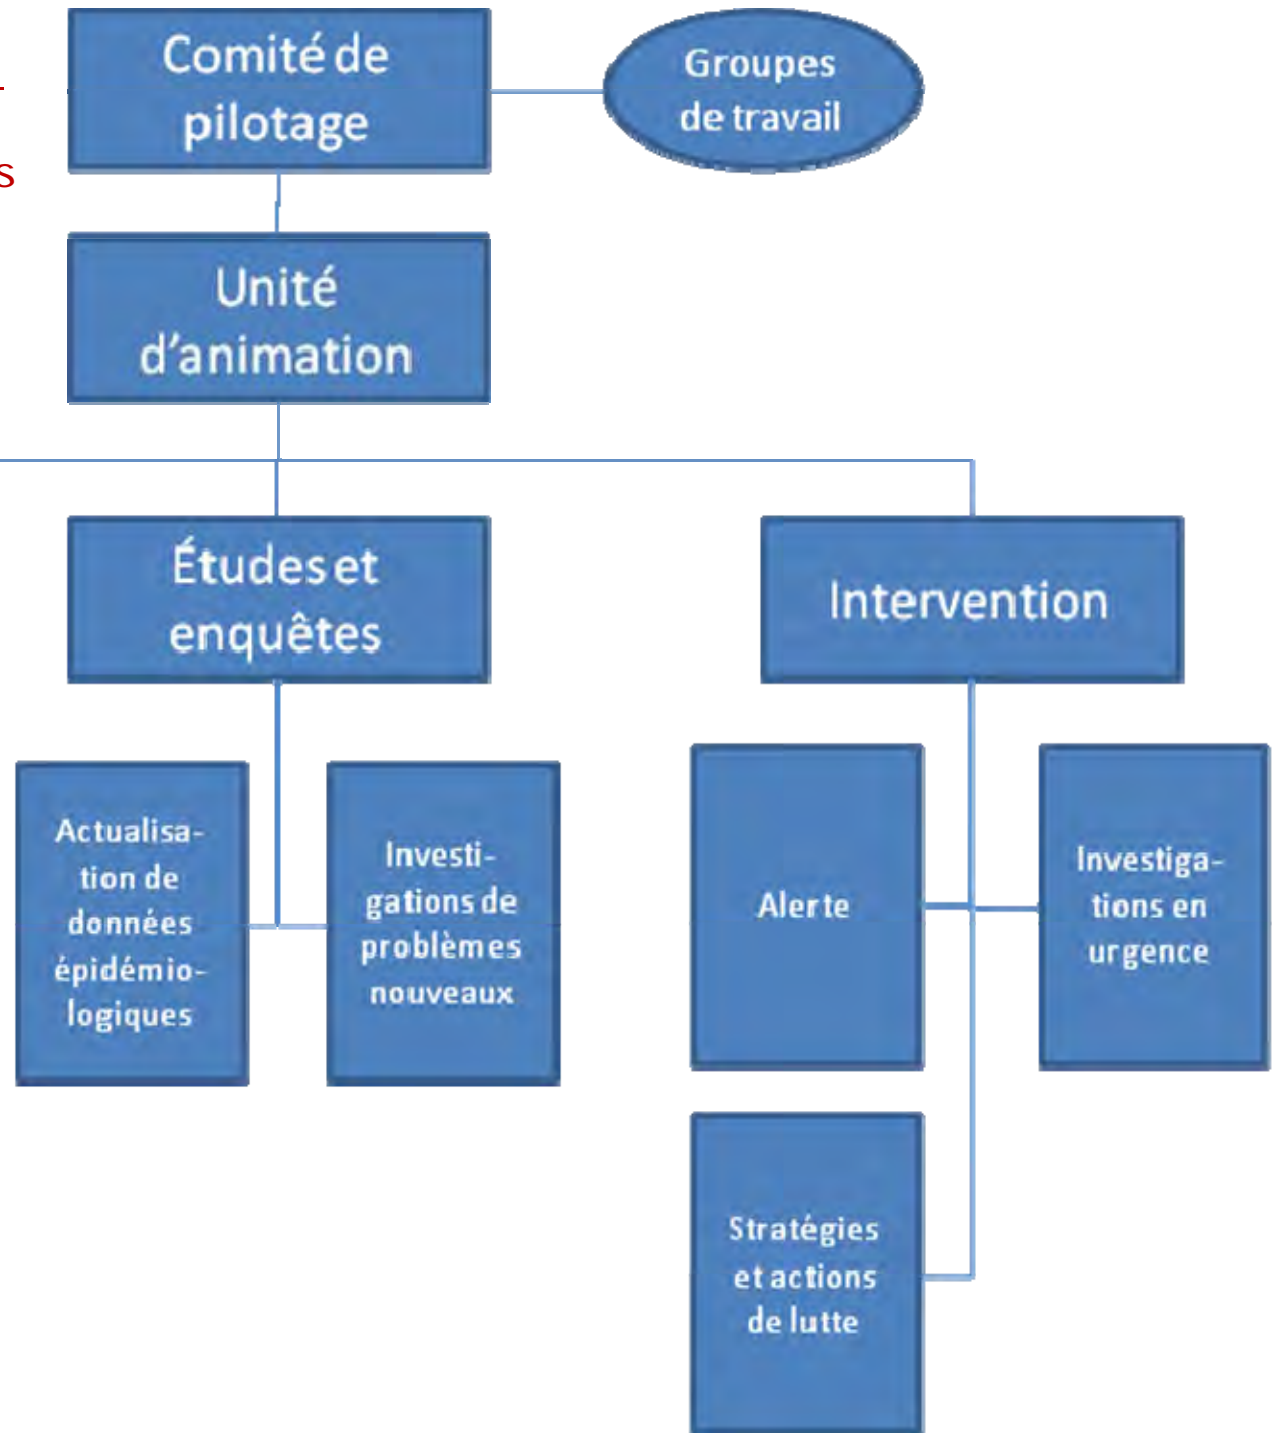 Comité de
pilotage
Groupes
de travail
s
Unité
d'animation
Études et
enquêtes
Intervention
Actualisa-
tion de
données
épidémio-
logiques
Investi-
gations de
problèmes
nouveaux
Alerte
Investiga-
tions en
urgence
Stratégies
et actions
de lutte